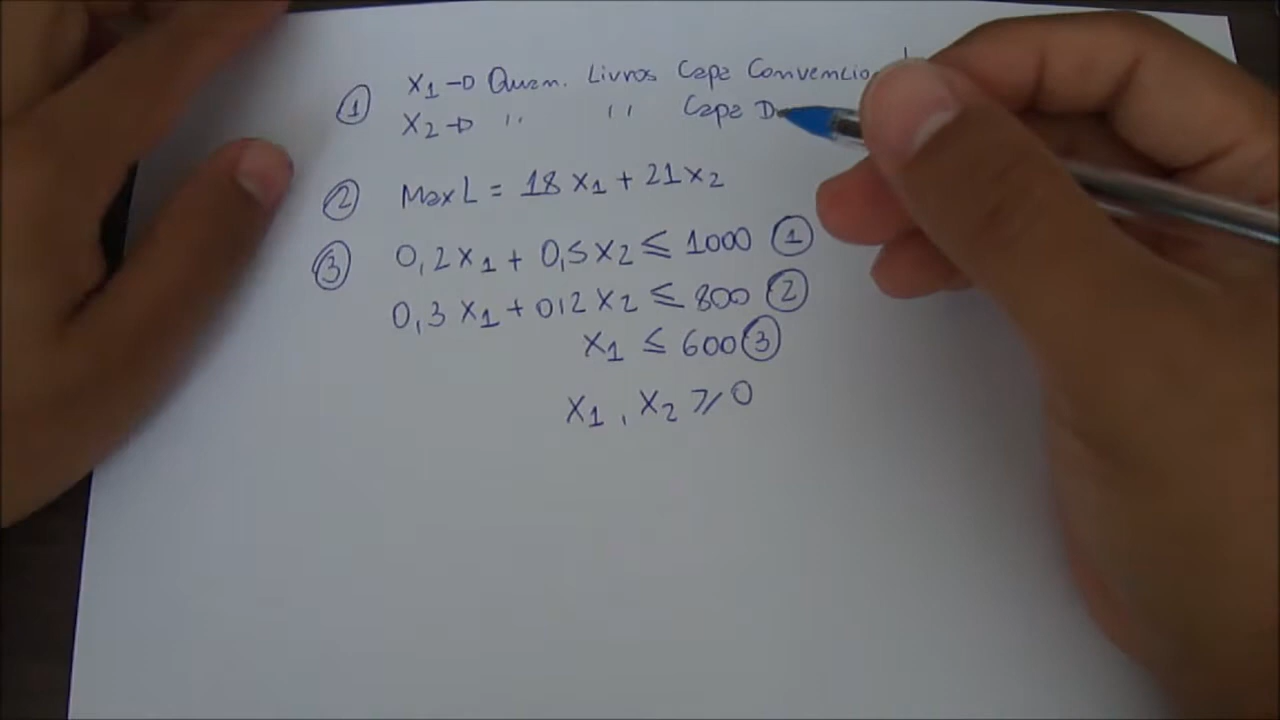 ① X1 → Quan. Livros Capa Convencio
X2 → '' '' Capa D
② Max L = 18 X1 + 21 X2
③ 0,2 X1 + 0,5 X2 ≤ 1000 ①
0,3 X1 + 0,2 X2 ≤ 800 ②
X1 ≤ 600 ③
X1 , X2 ≥ 0